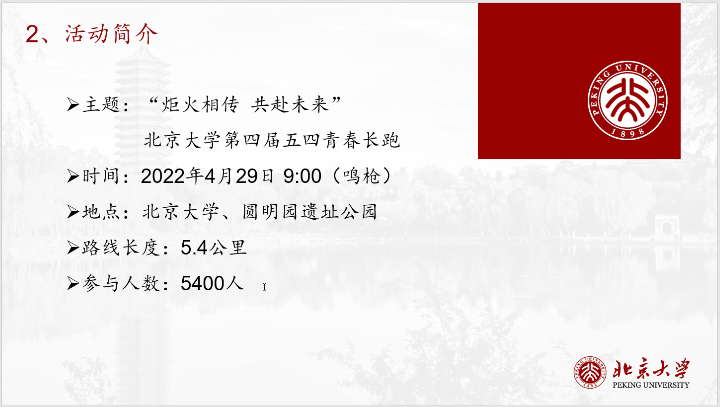 2、活动简介
PEKING UNIVERSITY
1898
➢主题：“炬火相传 共赴未来”
北京大学第四届五四青春长跑
➢时间：2022年4月29日 9:00（鸣枪）
➢地点：北京大学、圆明园遗址公园
➢路线长度：5.4公里
➢参与人数：5400人
北京大学
PEKING UNIVERSITY